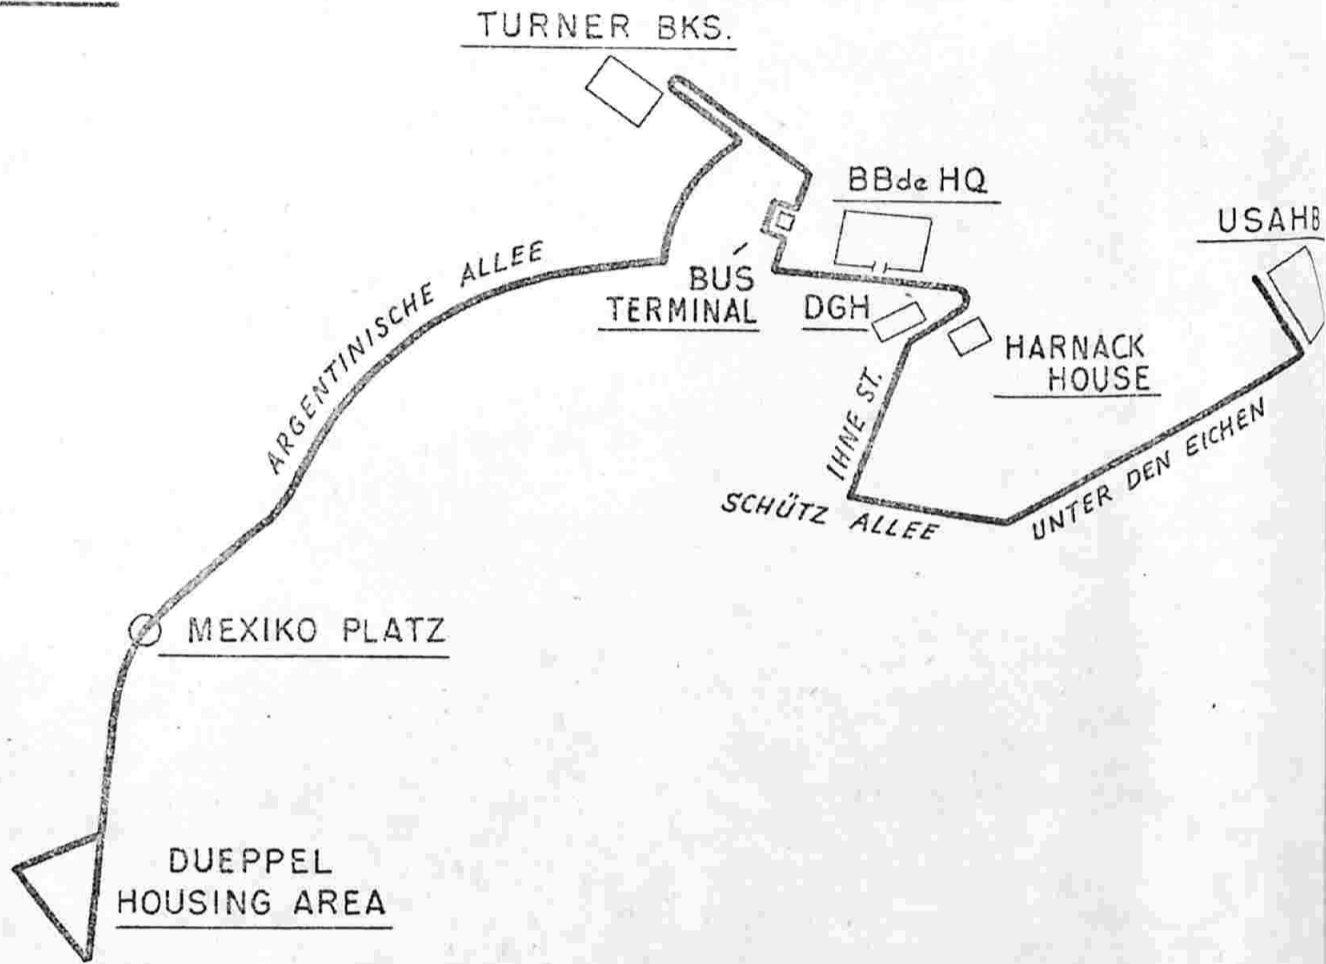 TURNER BKS.
BBde HQ
USAHB
ARGENTINISCHE ALLEE
BUS
TERMINAL
DGH
HARNACK
HOUSE
IHNE ST.
SCHÜTZ ALLEE
UNTER DEN EICHEN
MEXIKO PLATZ
DUEPPEL
HOUSING AREA